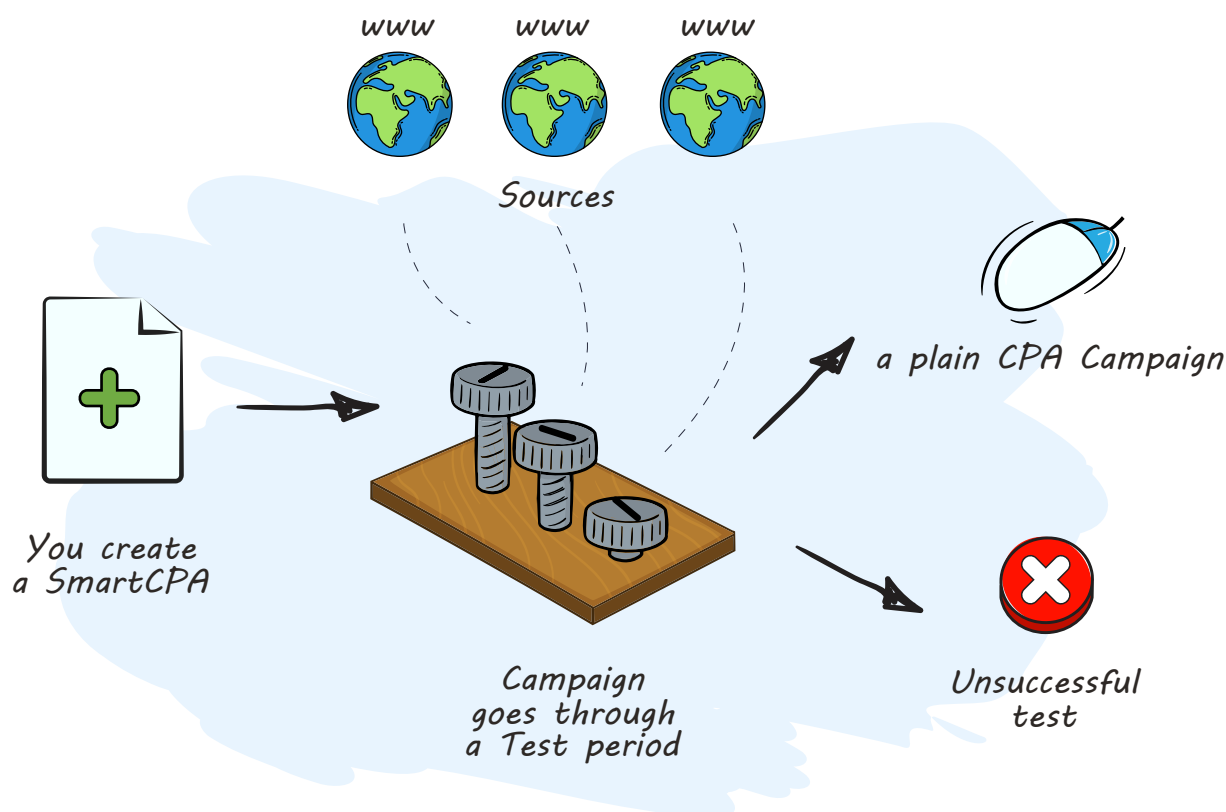 www www www
Sources
a plain CPA Campaign
You create
a SmartCPA
Campaign
goes through
a Test period
Unsuccessful
test